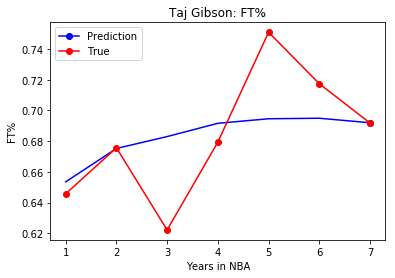 Taj Gibson: FT%
Prediction
True
FT%
0.74
0.72
0.70
0.68
0.66
0.64
0.62
1 2 3 4 5 6 7
Years in NBA